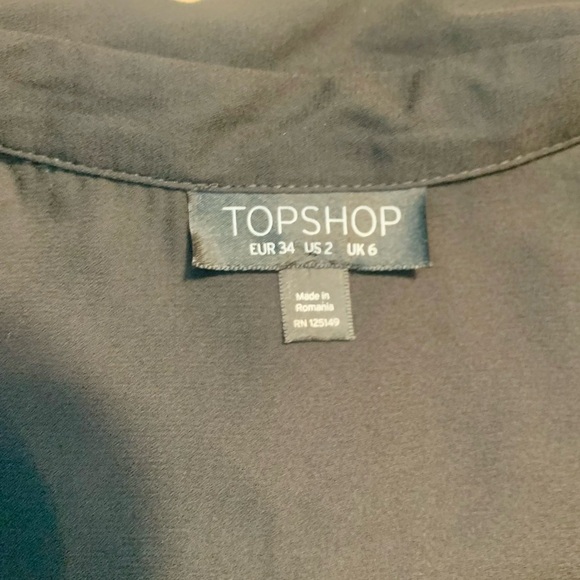 TOPSHOP
EUR 34 US 2 UK 6
Made in
Romania
RN 125149